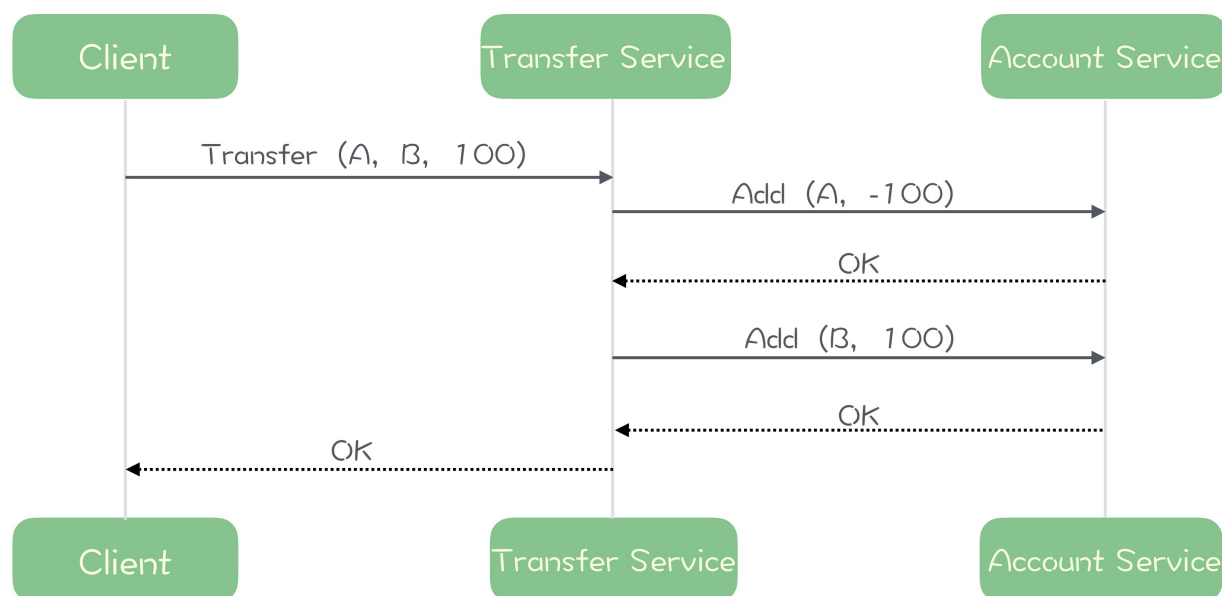 Client
Transfer Service
Account Service
Transfer (A, B, 100)
Add (A, -100)
OK
Add (B, 100)
OK
OK
Client
Transfer Service
Account Service